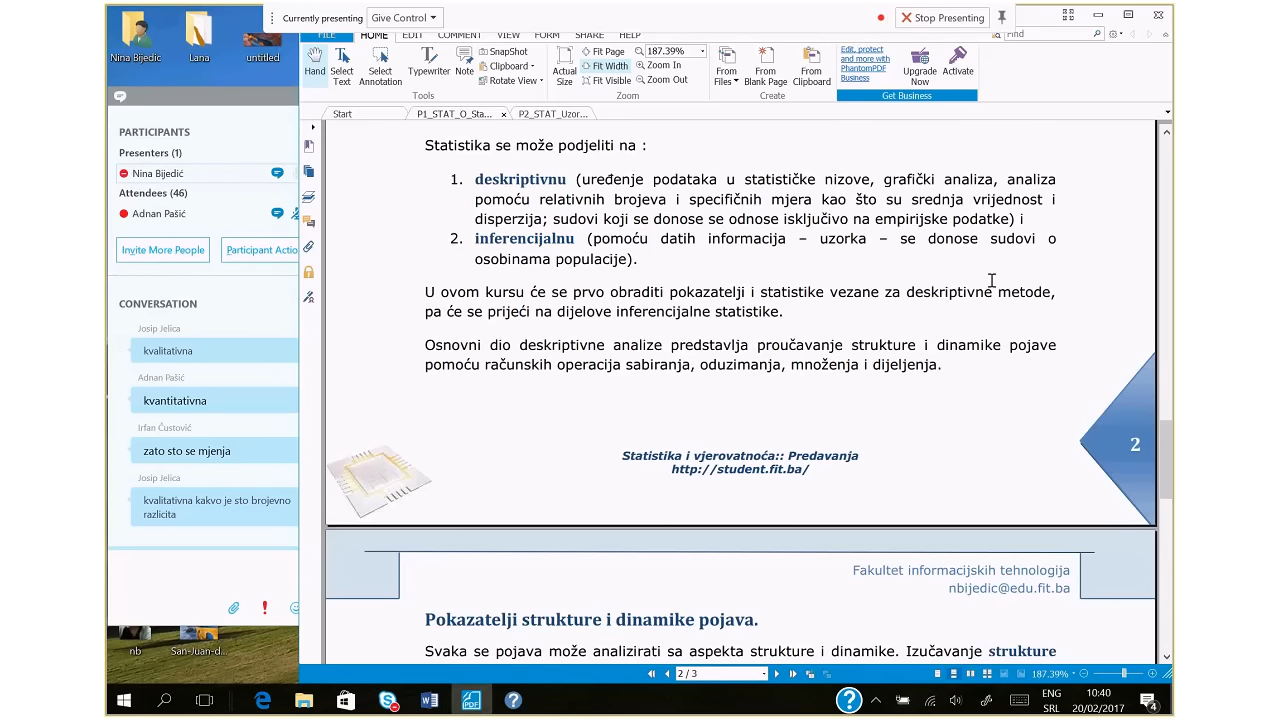 Currently presenting
Give Control
Stop Presenting
Nina Bijedic
Lana
untitled
FILE
HOME
EDIT
COMMENT
VIEW
FORM
SHARE
HELP
Find
Hand
Select
Text
Select
Annotation
Typewriter
Note
SnapShot
Clipboard
Rotate View
Tools
Actual
Size
Fit Page
Fit Width
Fit Visible
187.39%
Zoom In
Zoom Out
Zoom
From
Files
From
Blank Page
From
Clipboard
Create
Edit, protect
and more with
PhantomPDF
Business
Upgrade
Now
Activate
Get Business
Start
P1_STAT_O_Sta...
P2_STAT_Uzor...
PARTICIPANTS
Presenters (1)
Nina Bijedić
Attendees (46)
Adnan Pašić
Invite More People
Participant Actio
CONVERSATION
Josip Jelica
kvalitativna
Adnan Pašić
kvantitativna
Irfan Čustović
zato sto se mjenja
Josip Jelica
kvalitativna kakvo je sto brojevno
razlicita
Statistika se može podjeliti na :
1. deskriptivnu (uređenje podataka u statističke nizove, grafički analiza, analiza
pomoću relativnih brojeva i specifičnih mjera kao što su srednja vrijednost i
disperzija; sudovi koji se donose se odnose isključivo na empirijske podatke) i
2. inferencijalnu (pomoću datih informacija – uzorka – se donose sudovi o
osobinama populacije).
U ovom kursu će se prvo obraditi pokazatelji i statistike vezane za deskriptivne metode,
pa će se prijeći na dijelove inferencijalne statistike.
Osnovni dio deskriptivne analize predstavlja proučavanje strukture i dinamike pojave
pomoću računskih operacija sabiranja, oduzimanja, množenja i dijeljenja.
2
Statistika i vjerovatnoća:: Predavanja
http://student.fit.ba/
Fakultet informacijskih tehnologija
nbijedic@edu.fit.ba
Pokazatelji strukture i dinamike pojava.
Svaka se pojava može analizirati sa aspekta strukture i dinamike. Izučavanje strukture
nb
San-Juan-d...
2 / 3
187.39%
ENG
SRL
10:40
20/02/2017
4